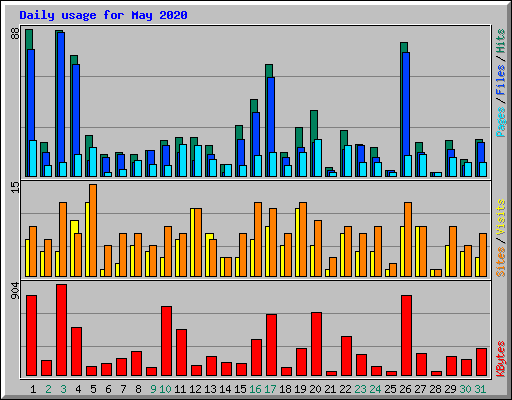 Daily usage for May 2020
88
Pages / Files / Hits
15
Sites / Visits
904
KBytes
1 2 3 4 5 6 7 8 9 10 11 12 13 14 15 16 17 18 19 20 21 22 23 24 25 26 27 28 29 30 31